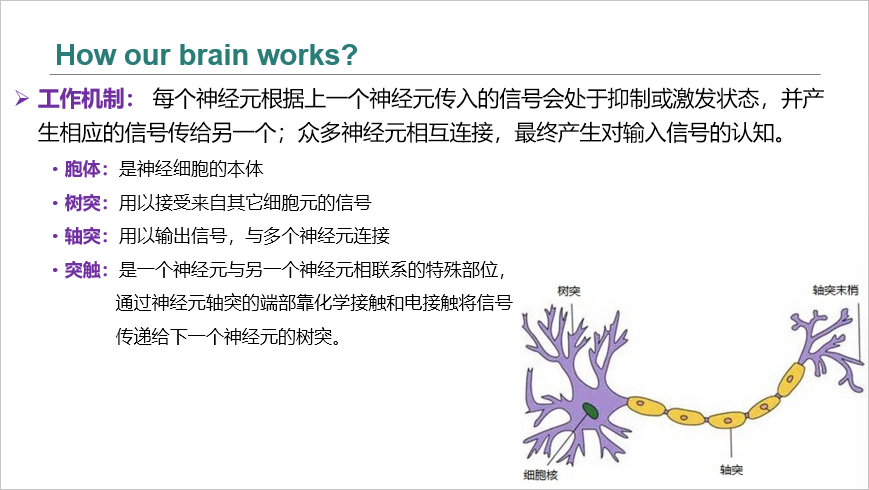 How our brain works?
工作机制： 每个神经元根据上一个神经元传入的信号会处于抑制或激发状态，并产
生相应的信号传给另一个；众多神经元相互连接，最终产生对输入信号的认知。
胞体：是神经细胞的本体
树突：用以接受来自其它细胞元的信号
轴突：用以输出信号，与多个神经元连接
突触：是一个神经元与另一个神经元相联系的特殊部位，
通过神经元轴突的端部靠化学接触和电接触将信号
传递给下一个神经元的树突。
树突
轴突末梢
细胞核
轴突